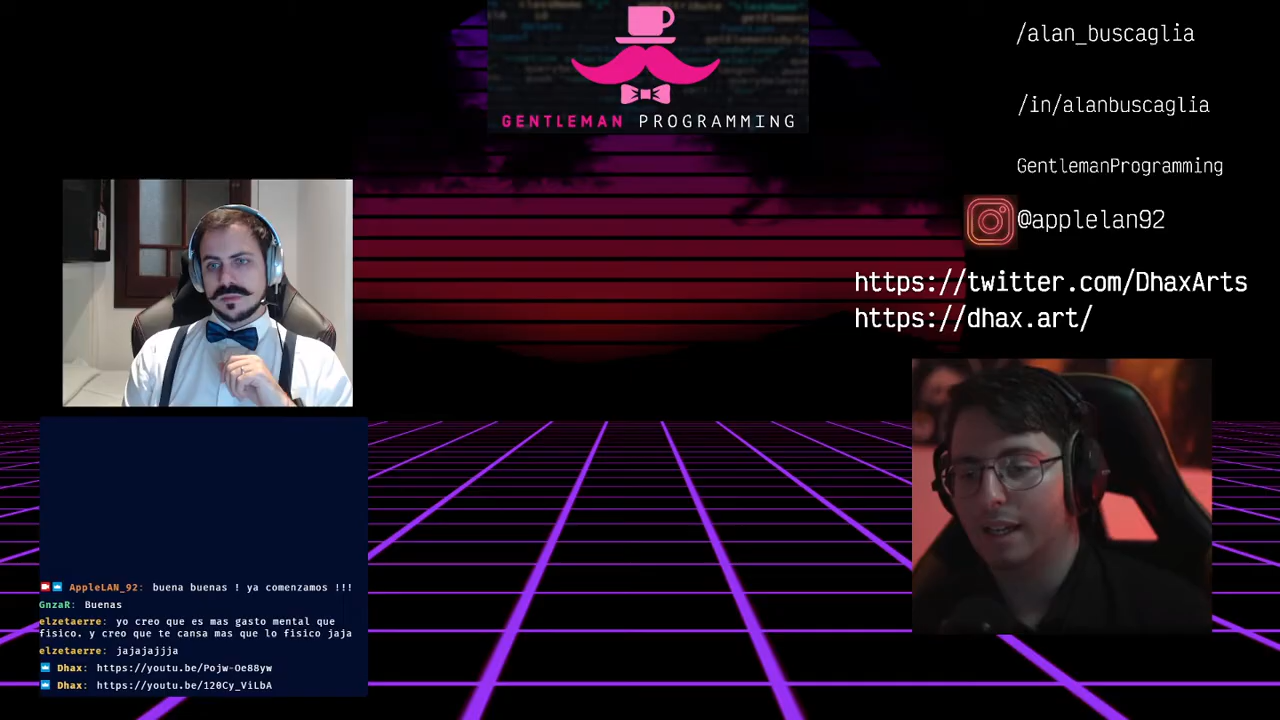 GENTLEMAN PROGRAMMING
/alan_buscaglia
/in/alanbuscaglia
GentlemanProgramming
@applelan92
https://twitter.com/DhaxArts
https://dhax.art/
AppleLAN_92: buena buenas ! ya comenzamos !!!
GnzaR: Buenas
elzetaerre: yo creo que es mas gasto mental que
fisico. y creo que te cansa mas que lo fisico jaja
elzetaerre: jajajajjja
Dhax: https://youtu.be/Pojw-Oe88yw
Dhax: https://youtu.be/120Cy_ViLbA